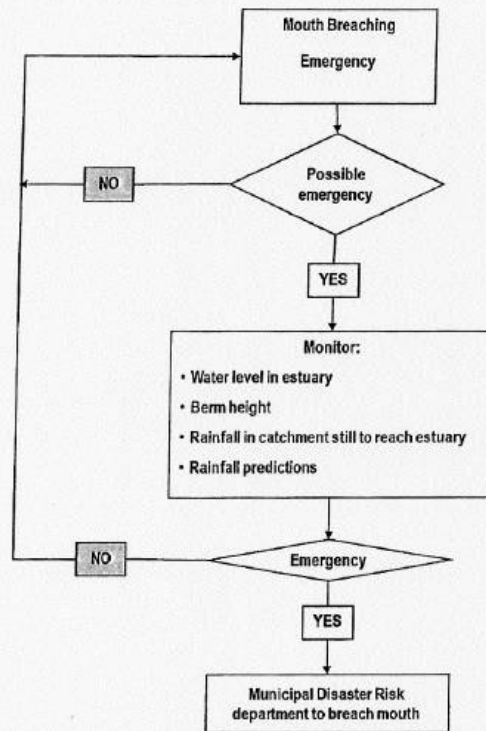 Mouth Breaching
Emergency
Possible
emergency
NO
YES
Monitor:
• Water level in estuary
• Berm height
• Rainfall in catchment still to reach estuary
• Rainfall predictions
NO
Emergency
YES
Municipal Disaster Risk
department to breach mouth